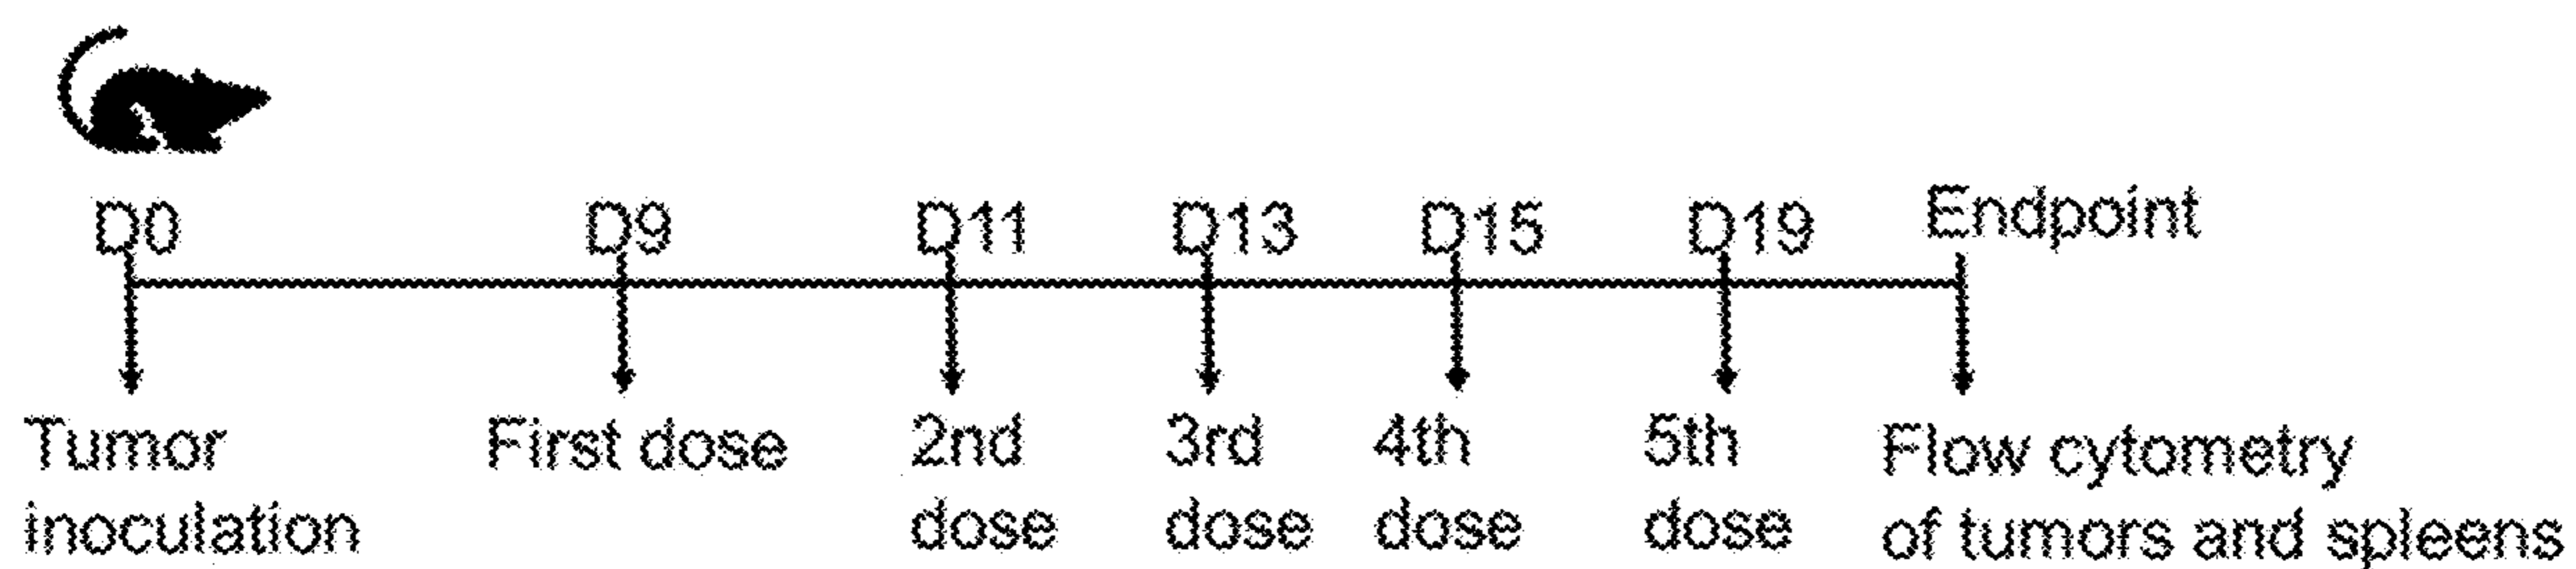 D0 D9 D11 D13 D15 D19 Endpoint
Tumor First dose 2nd 3rd 4th 5th Flow cytometry
inoculation dose dose dose dose of tumors and spleens